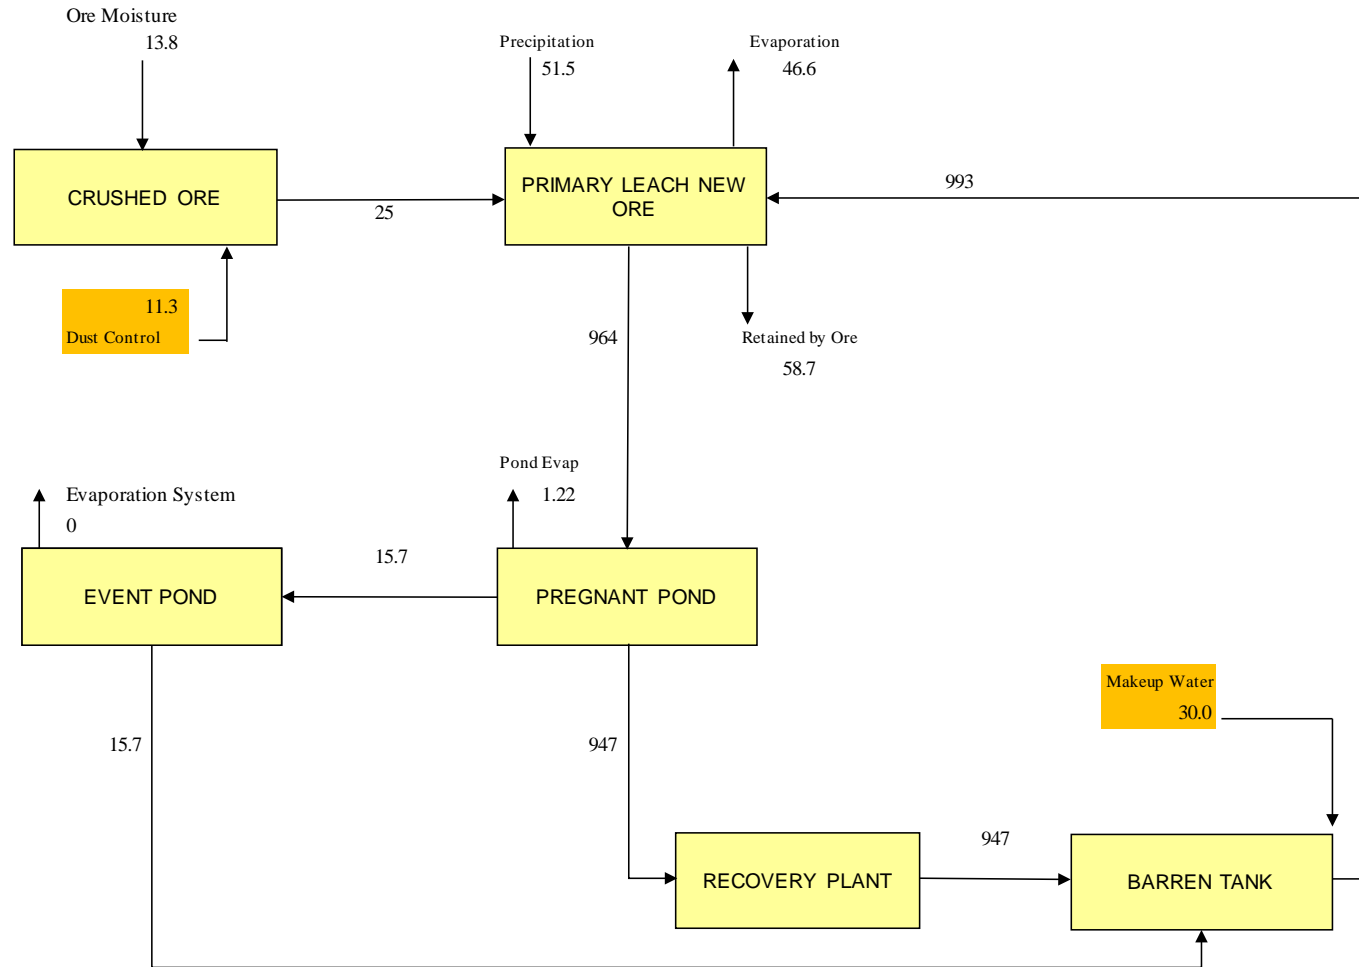 Ore Moisture
13.8
Precipitation
51.5
Evaporation
46.6
CRUSHED ORE
25
PRIMARY LEACH NEW
ORE
993
11.3
Dust Control
964
Retained by Ore
58.7
Evaporation System
0
Pond Evap
1.22
EVENT POND
15.7
PREGNANT POND
Makeup Water
30.0
15.7
947
RECOVERY PLANT
947
BARREN TANK